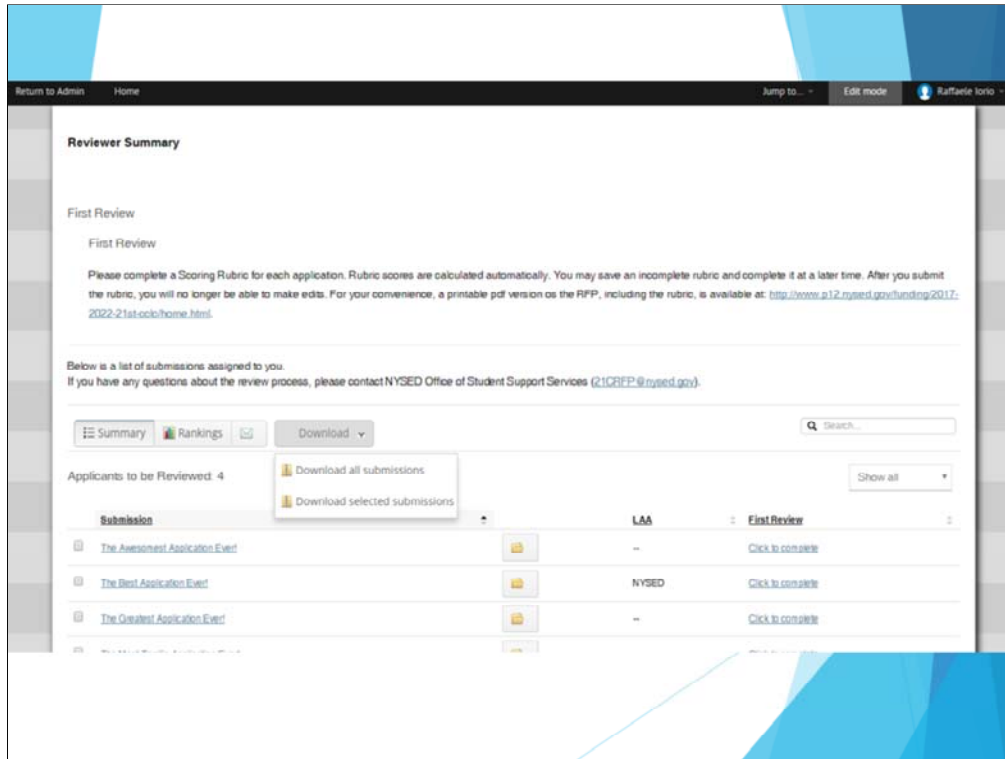 Return to Admin Home Jump to... Edit mode Raffaele Iorio
Reviewer Summary
First Review
First Review
Please complete a Scoring Rubric for each application. Rubric scores are calculated automatically. You may save an incomplete rubric and complete it at a later time. After you submit
the rubric, you will no longer be able to make edits. For your convenience, a printable pdf version os the RFP, including the rubric, is available at: http://www.p12.nysed.gov/funding/2017-
2022-21st-cclc/home.html.
Below is a list of submissions assigned to you.
If you have any questions about the review process, please contact NYSED Office of Student Support Services (21CRFP@nysed.gov).
Summary Rankings Download Search...
Applicants to be Reviewed: 4 Show all
Download all submissions
Download selected submissions
Submission LAA First Review
The Awesomest Application Ever! -- Click to complete
The Best Application Ever! NYSED Click to complete
The Greatest Application Ever! -- Click to complete